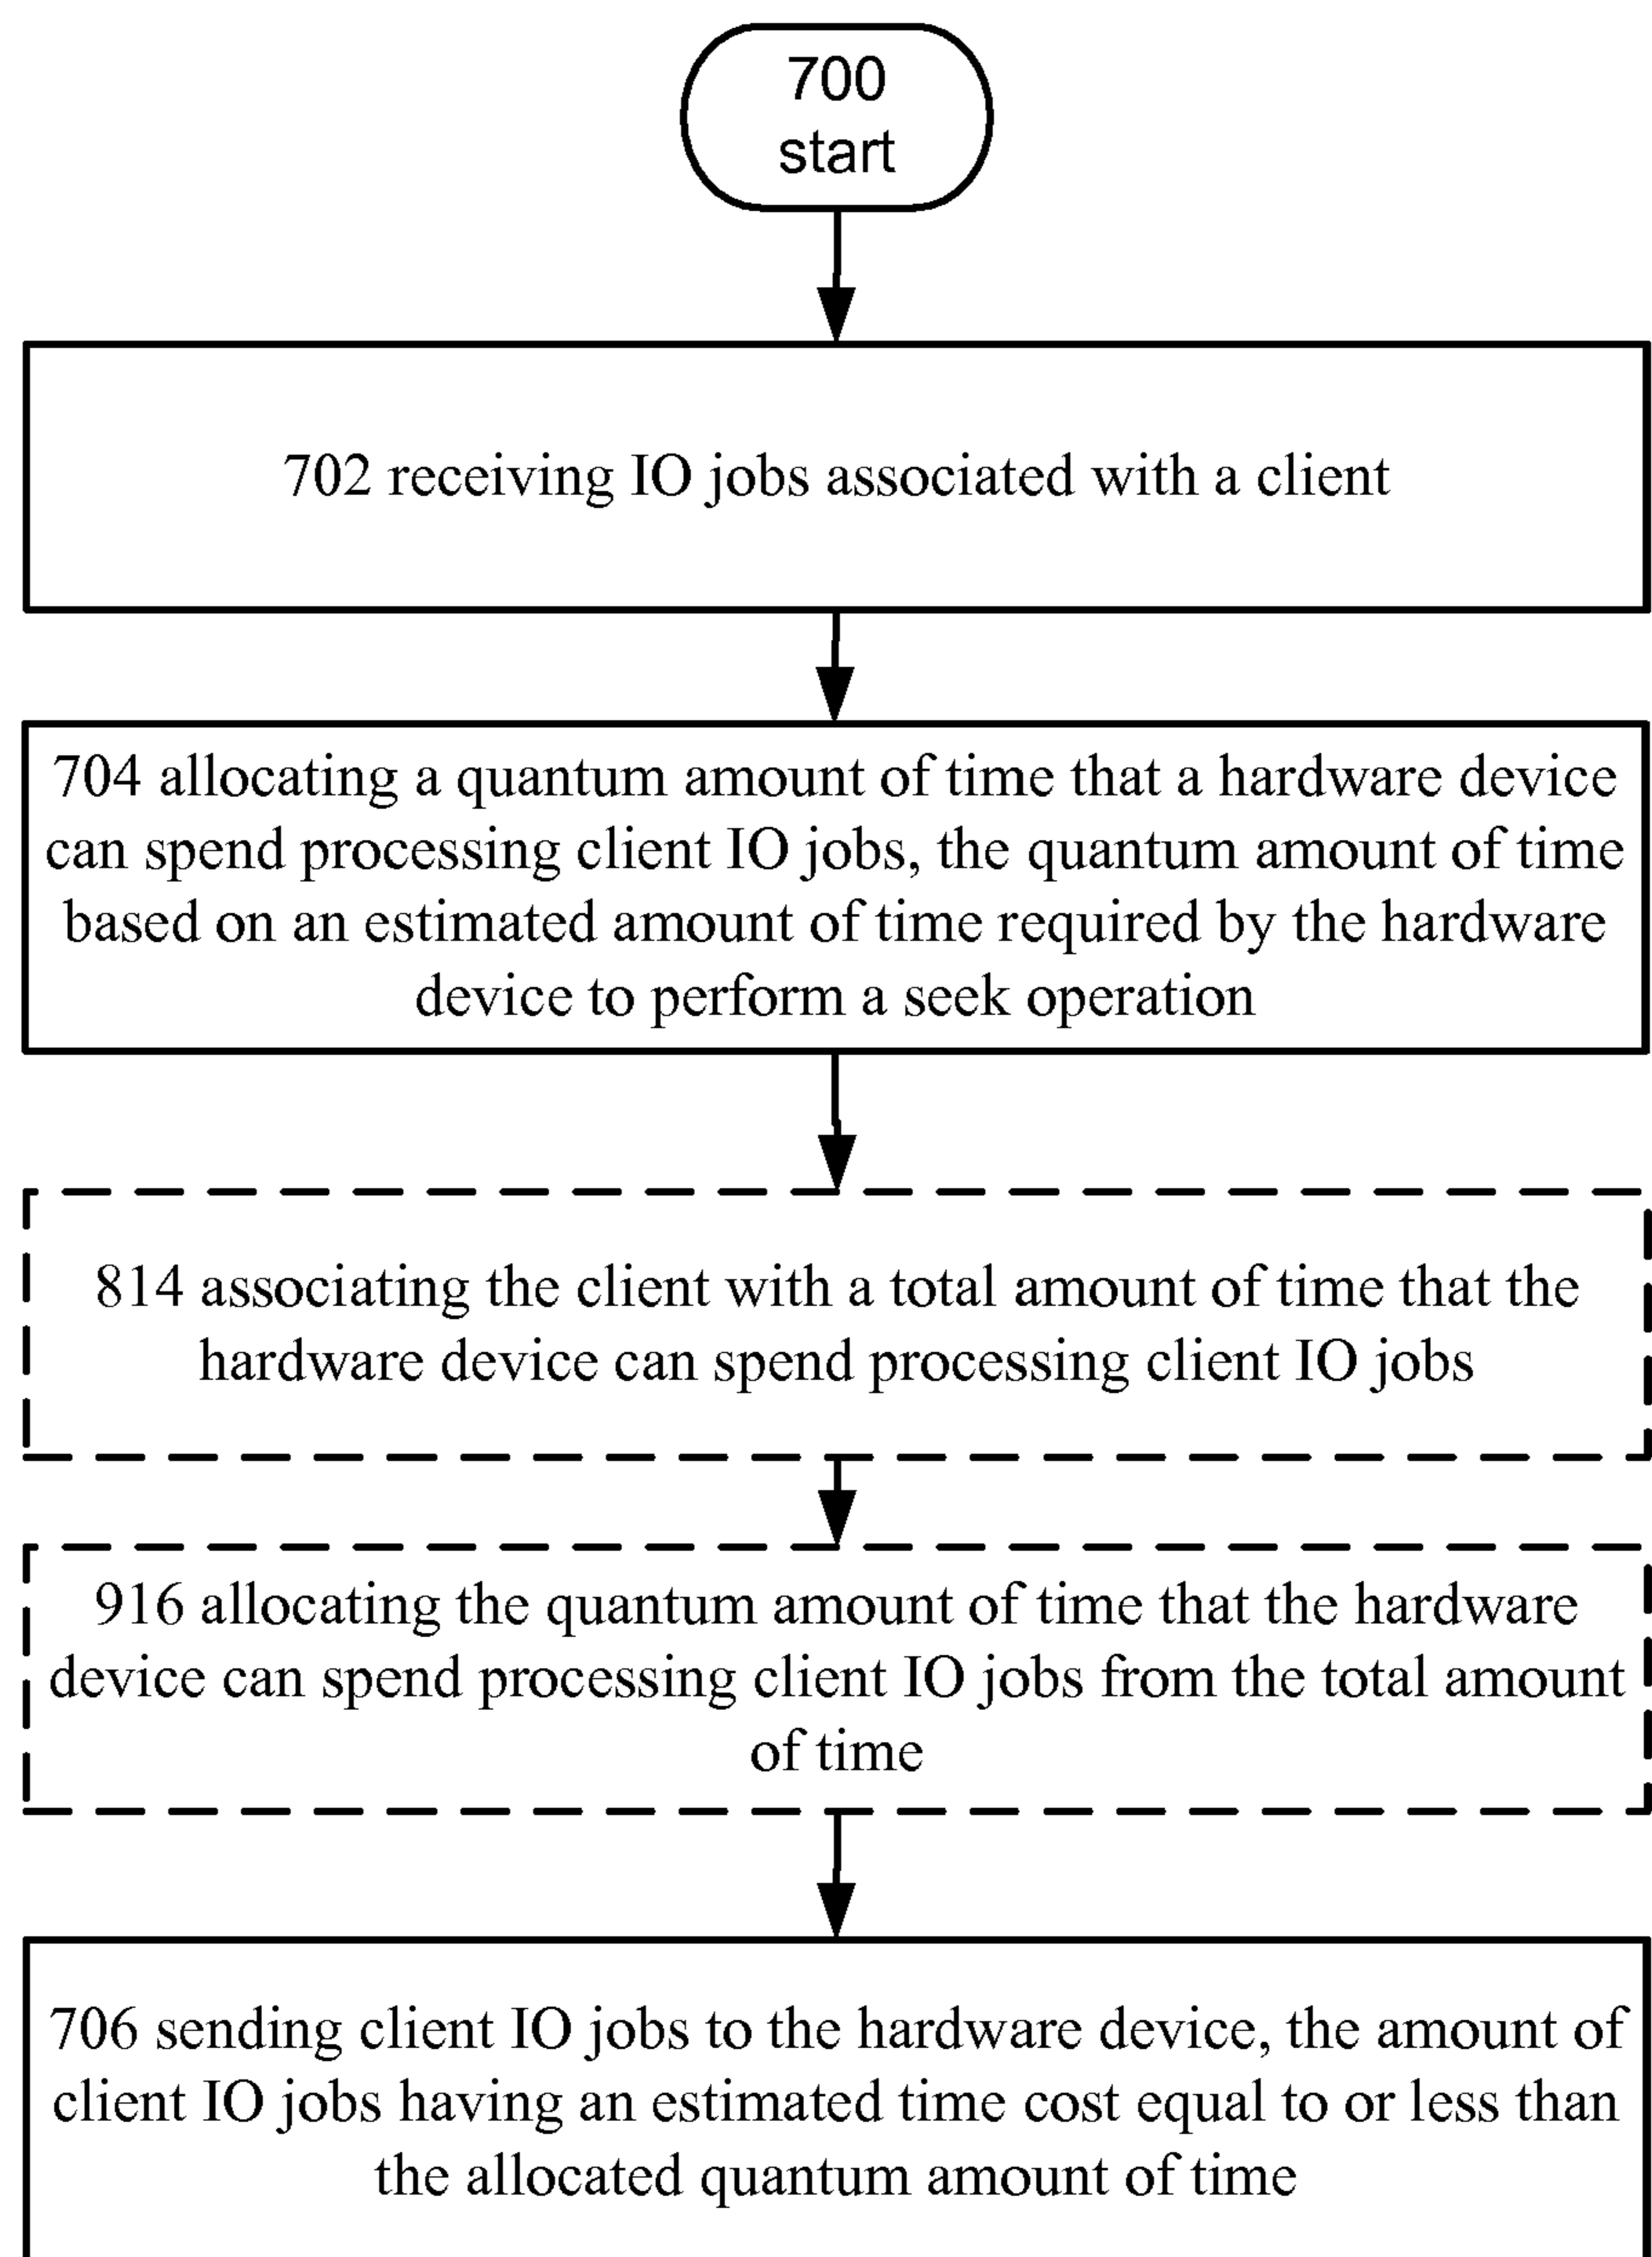 700
start
702 receiving IO jobs associated with a client
704 allocating a quantum amount of time that a hardware device
can spend processing client IO jobs, the quantum amount of time
based on an estimated amount of time required by the hardware
device to perform a seek operation
814 associating the client with a total amount of time that the
hardware device can spend processing client IO jobs
916 allocating the quantum amount of time that the hardware
device can spend processing client IO jobs from the total amount
of time
706 sending client IO jobs to the hardware device, the amount of
client IO jobs having an estimated time cost equal to or less than
the allocated quantum amount of time